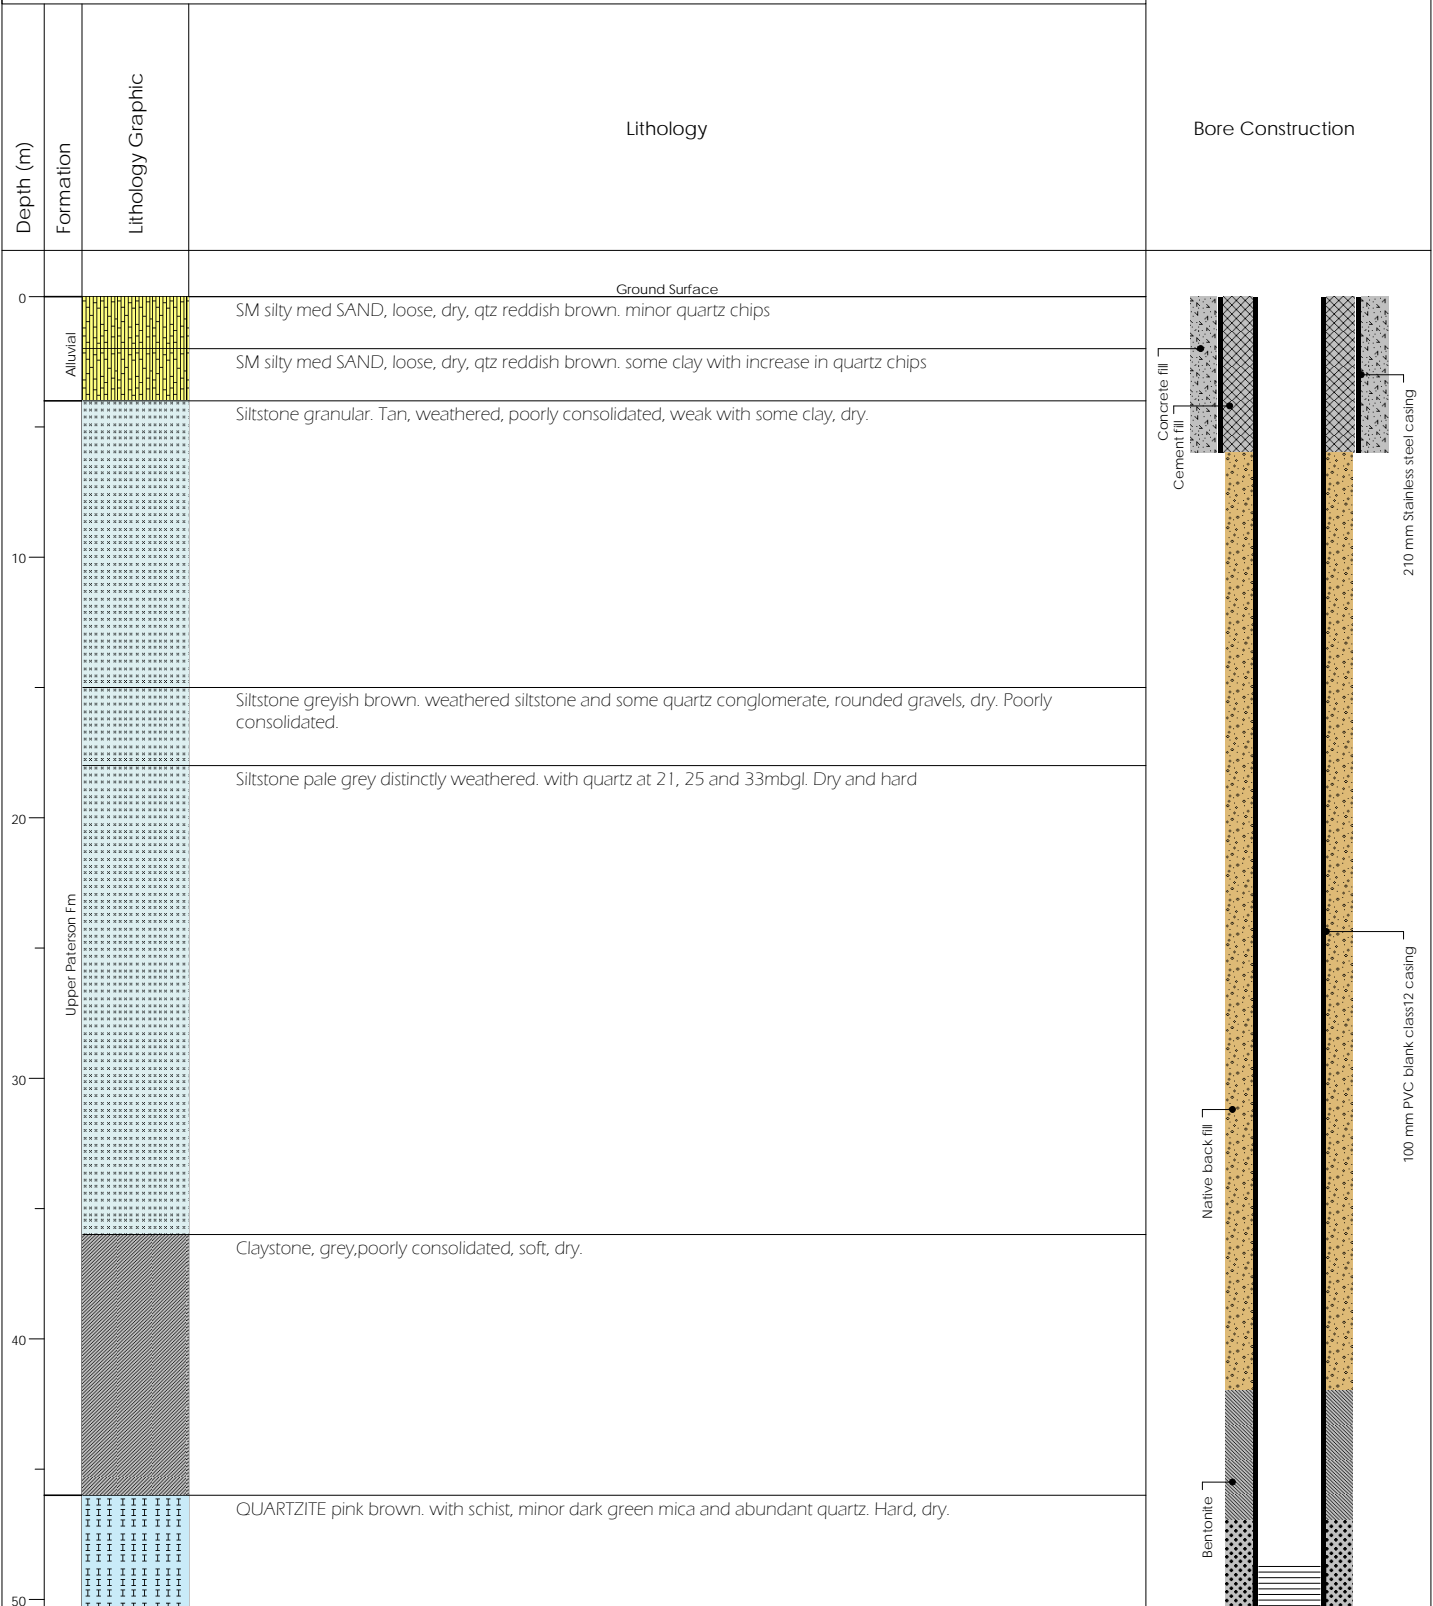 Depth (m)
Formation
Lithology Graphic
Lithology
Bore Construction
Ground Surface
0
SM silty med SAND, loose, dry, qtz reddish brown. minor quartz chips
Alluvial
SM silty med SAND, loose, dry, qtz reddish brown. some clay with increase in quartz chips
Siltstone granular. Tan, weathered, poorly consolidated, weak with some clay, dry.
Concrete fill
Cement fill
210 mm Stainless steel casing
10
Siltstone greyish brown. weathered siltstone and some quartz conglomerate, rounded gravels, dry. Poorly
consolidated.
Siltstone pale grey distinctly weathered. with quartz at 21, 25 and 33mbgl. Dry and hard
20
Upper Paterson Fm
100 mm PVC blank class12 casing
30
Native back fill
Claystone, grey,poorly consolidated, soft, dry.
40
QUARTZITE pink brown. with schist, minor dark green mica and abundant quartz. Hard, dry.
Bentonite
50